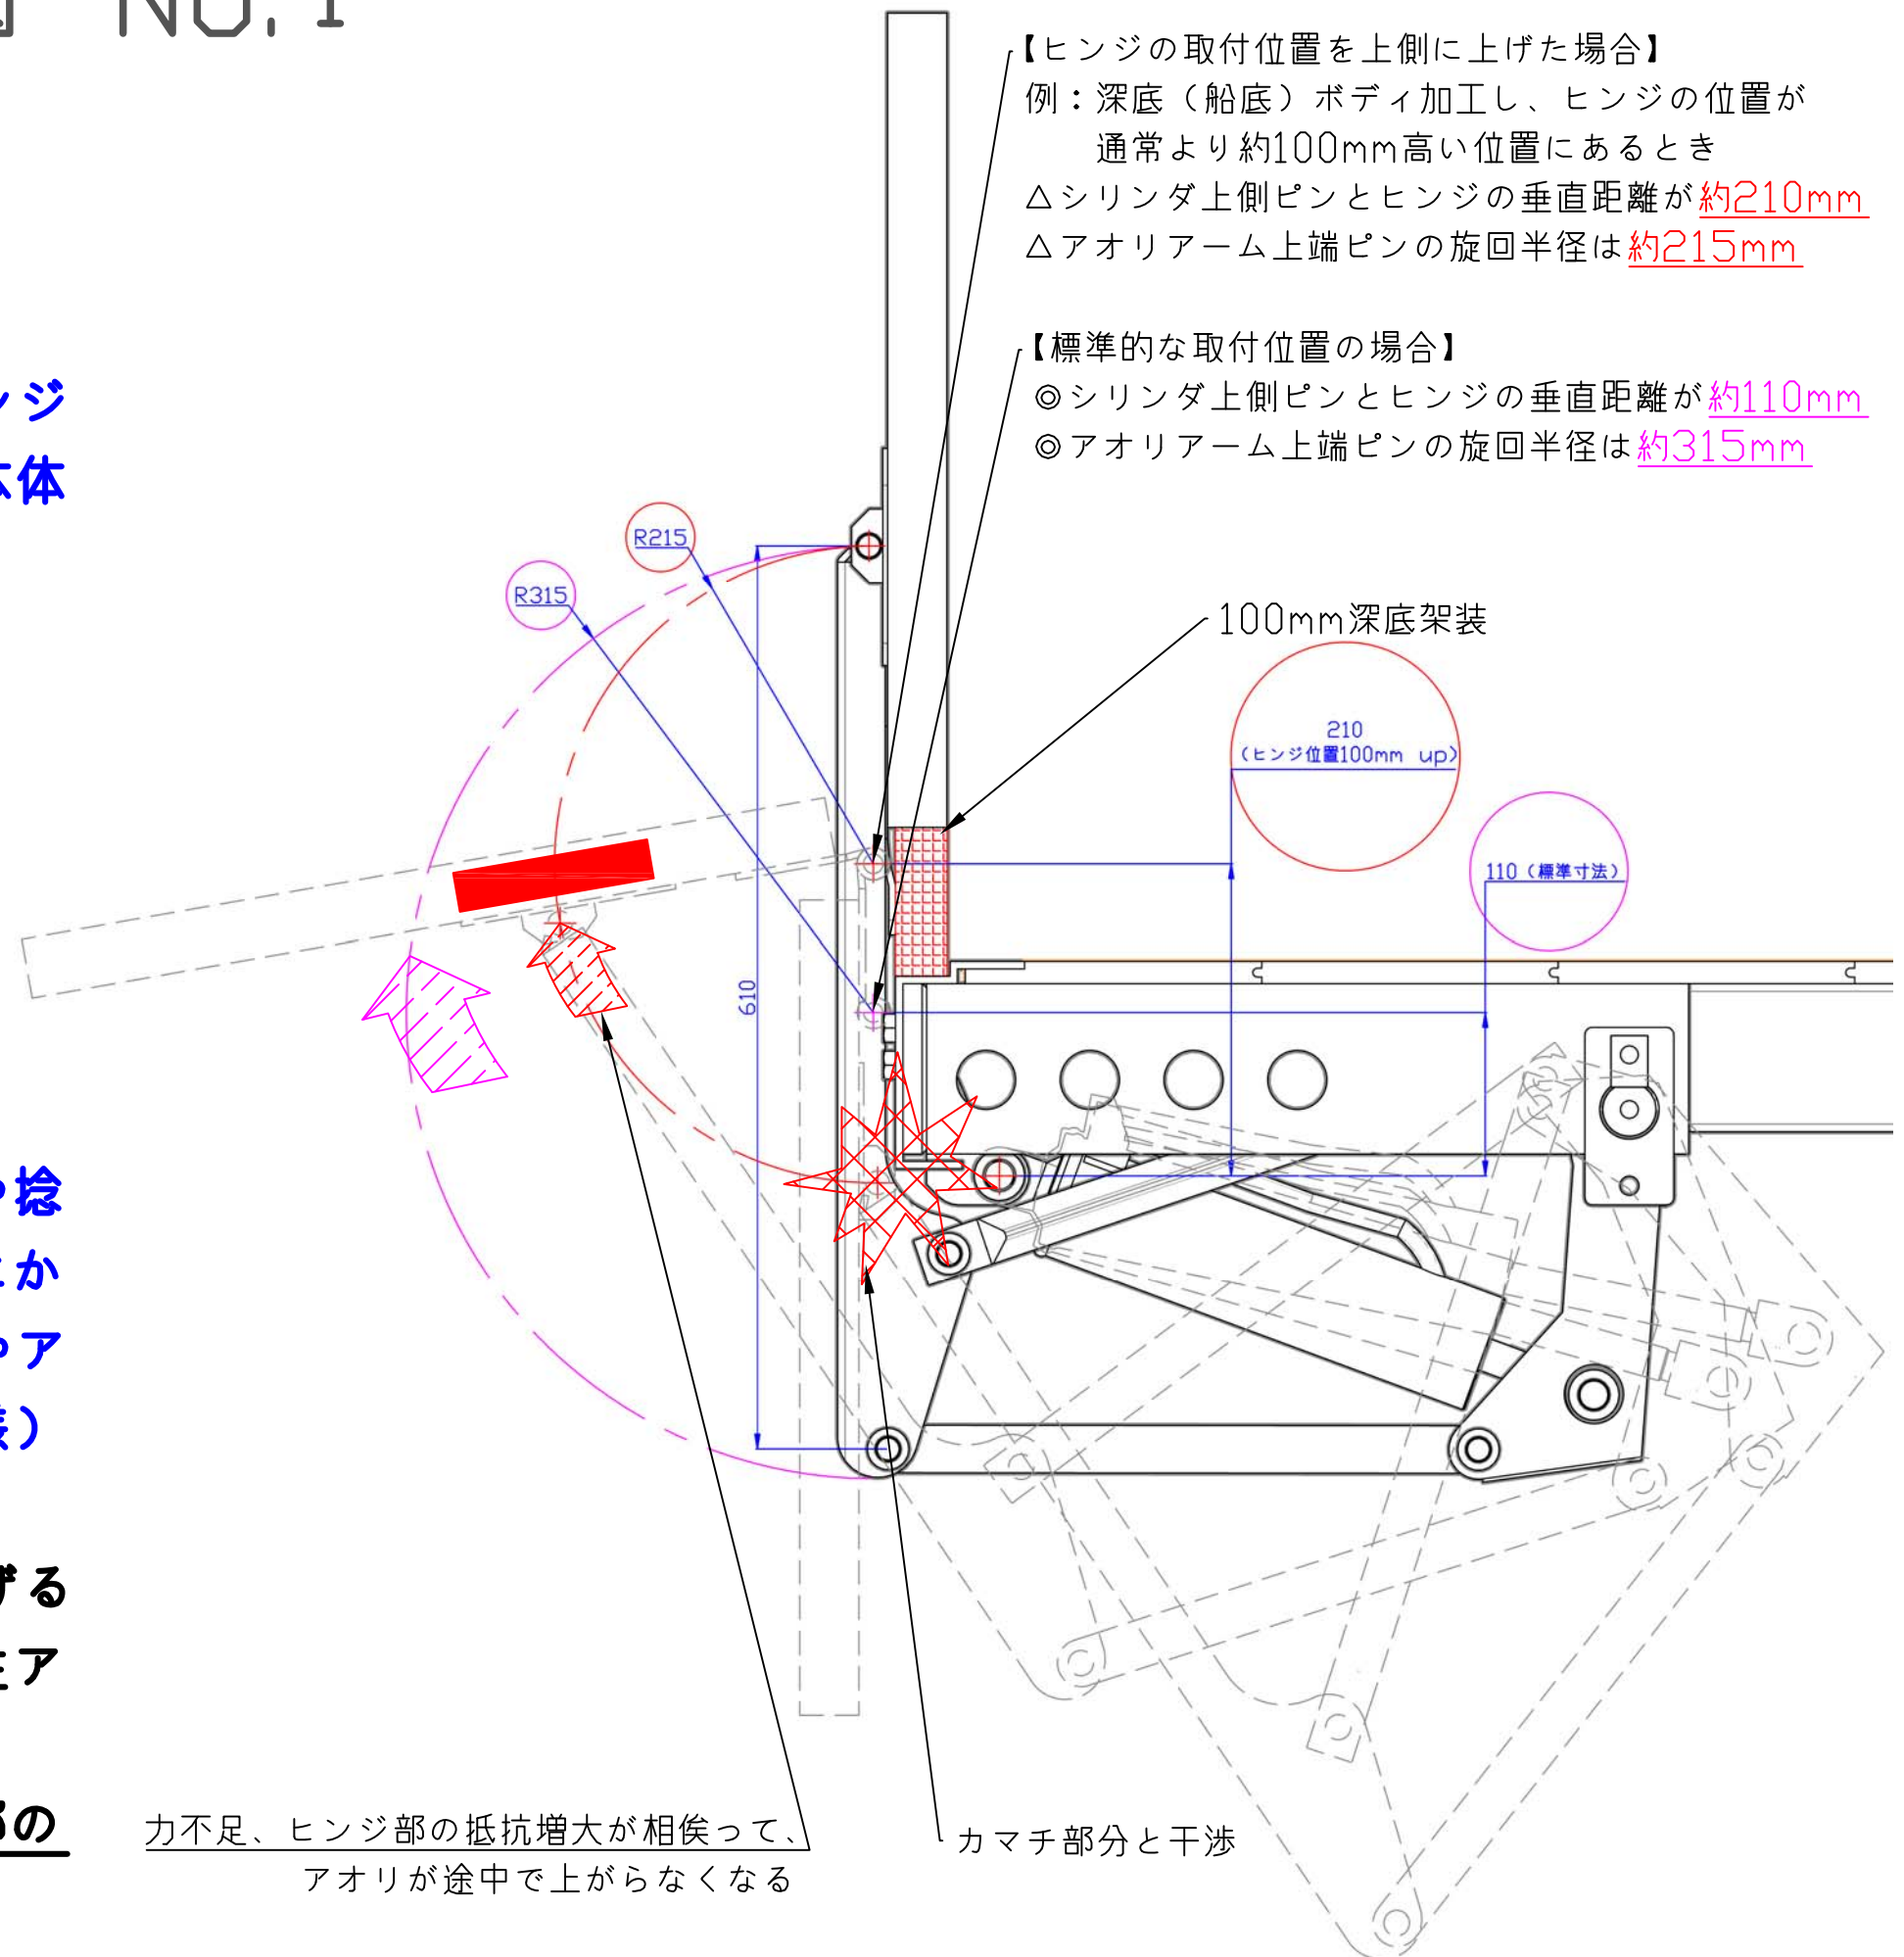 NO,1
【ヒンジの取付位置を上側に上げた場合】
例：深底（船底）ボディ加工し、ヒンジの位置が
通常より約100mm高い位置にあるとき
△シリンダ上側ピンとヒンジの垂直距離が約210mm
△アオリアーム上端ピンの旋回半径は約215mm
【標準的な取付位置の場合】
◎シリンダ上側ピンとヒンジの垂直距離が約110mm
◎アオリアーム上端ピンの旋回半径は約315mm
ンジ
体
R215
R315
100mm深底架装
210
(ヒンジ位置100mm up)
110（標準寸法）
610
捻
か
ア
）
げる
ア
の
力不足、ヒンジ部の抵抗増大が相俟って、
アオリが途中で上がらなくなる
カマチ部分と干渉